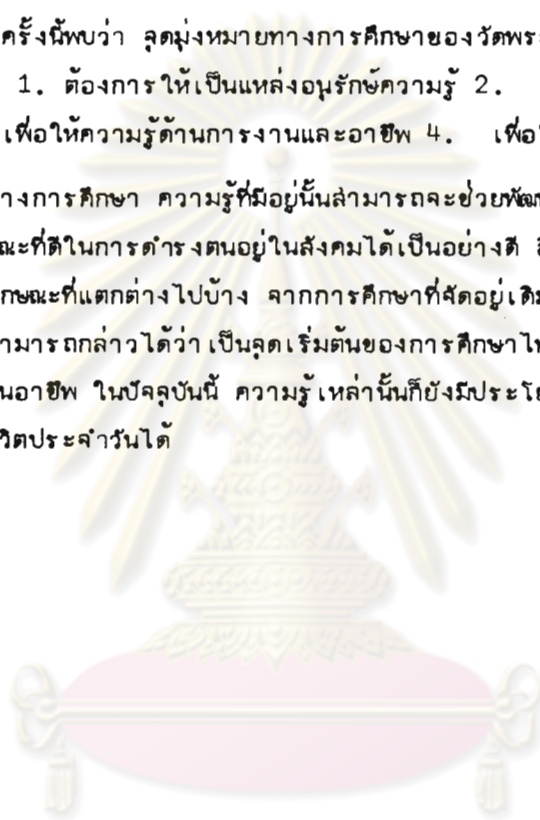 ครั้งนี้พบว่า จุดมุ่งหมายทางการศึกษาของวัดพระ
1. ต้องการให้เป็นแหล่งอนุรักษ์ความรู้ 2.
เพื่อให้ความรู้ด้านการงานและอาชีพ 4. เพื่อ
างการศึกษา ความรู้ที่มีอยู่นั้นสามารถจะช่วยพัฒ
ณะที่ดีในการดำรงตนอยู่ในสังคมได้เป็นอย่างดี
กษณะที่แตกต่างไปบ้าง จากการศึกษาที่จัดอยู่เดิ
ามารถกล่าวได้ว่าเป็นจุดเริ่มต้นของการศึกษาไ
นอาชีพ ในปัจจุบันนี้ ความรู้เหล่านั้นก็ยังมีประโย
วิตประจำวันได้